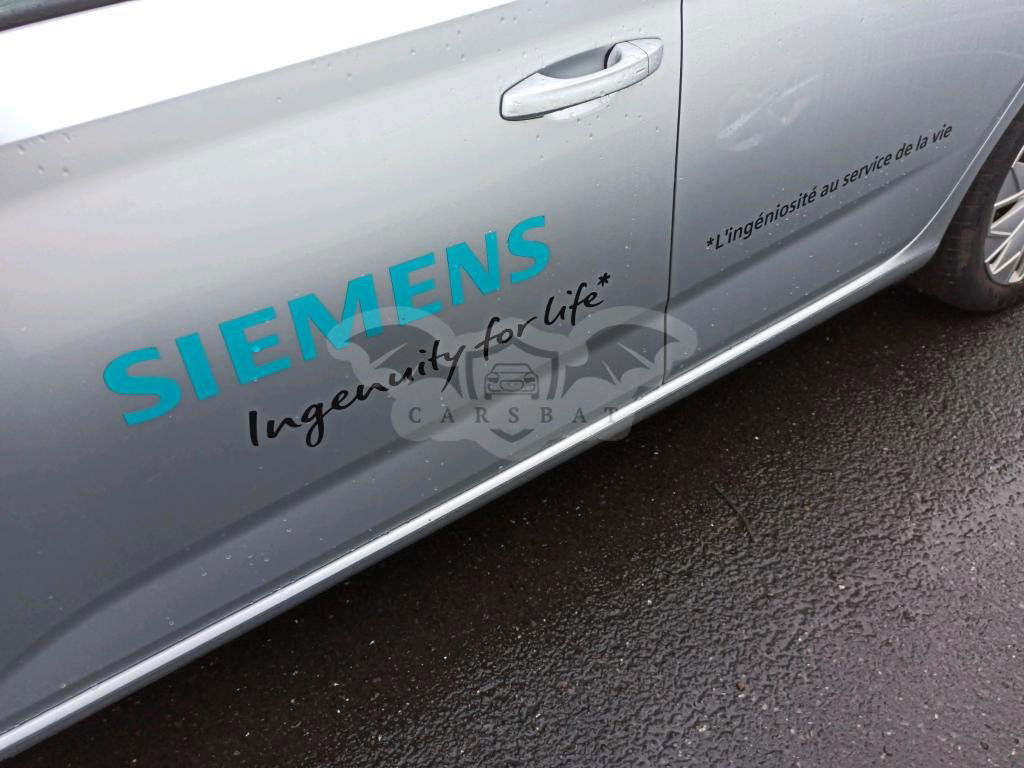 SIEMENS
Ingenuity for life*
*L'ingéniosité au service de la vie
CARSBAT